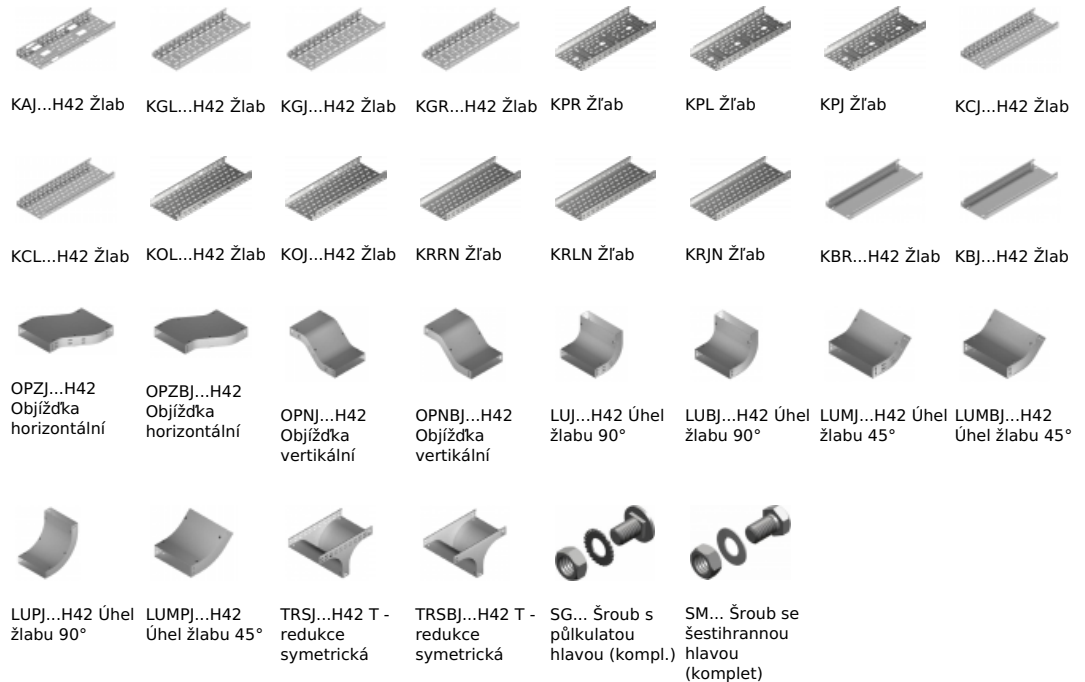 KAJ...H42 Žlab
KGL...H42 Žlab
KGJ...H42 Žlab
KGR...H42 Žlab
KPR Žľab
KPL Žľab
KPJ Žľab
KCJ...H42 Žlab
KCL...H42 Žlab
KOL...H42 Žlab
KOJ...H42 Žlab
KRRN Žľab
KRLN Žľab
KRJN Žľab
KBR...H42 Žlab
KBJ...H42 Žlab
OPZJ...H42
Objížďka
horizontální
OPZBJ...H42
Objížďka
horizontální
OPNJ...H42
Objížďka
vertikální
OPNBJ...H42
Objížďka
vertikální
LUJ...H42 Úhel
žlabu 90°
LUBJ...H42 Úhel
žlabu 90°
LUMJ...H42 Úhel
žlabu 45°
LUMBJ...H42
Úhel žlabu 45°
LUPJ...H42 Úhel
žlabu 90°
LUMPJ...H42
Úhel žlabu 45°
TRSJ...H42 T -
redukce
symetrická
TRSBJ...H42 T -
redukce
symetrická
SG... Šroub s
půlkulatou
hlavou (kompl.)
SM... Šroub se
šestihrannou
hlavou
(komplet)